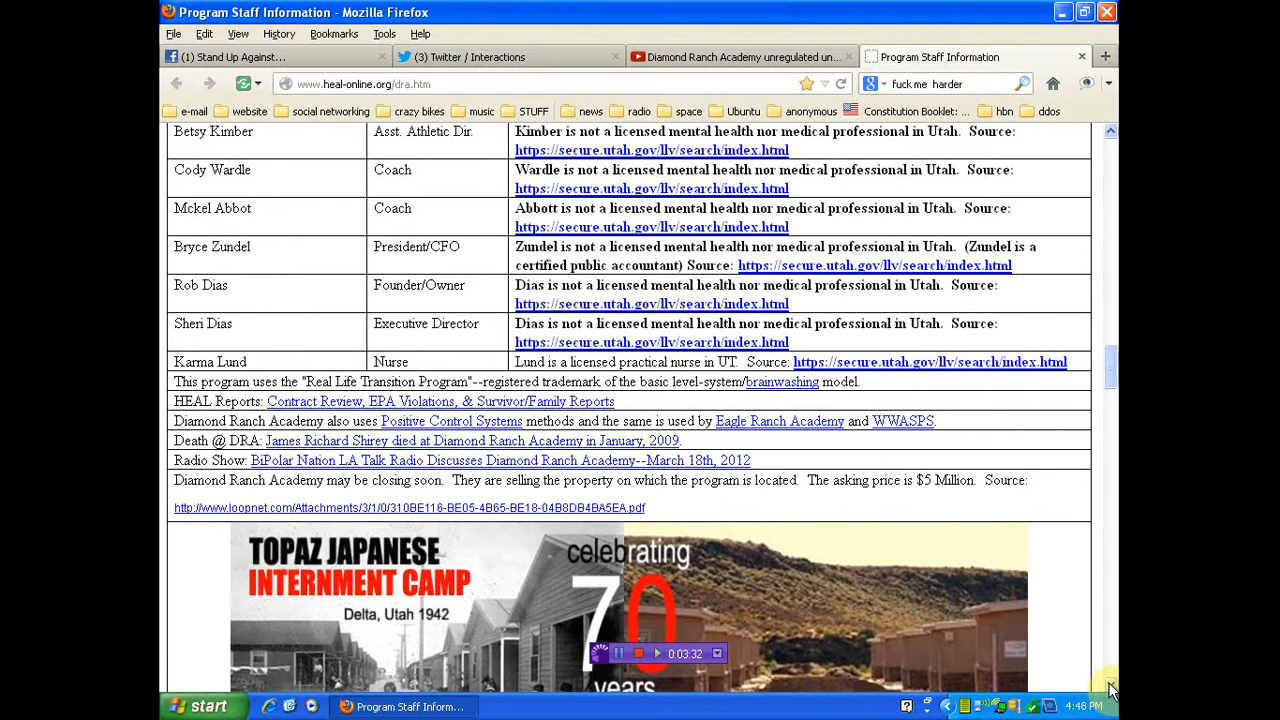 Program Staff Information - Mozilla Firefox
File Edit View History Bookmarks Tools Help
(1) Stand Up Against... (3) Twitter / Interactions Diamond Ranch Academy unregulated un... Program Staff Information
www.heal-online.org/dra.htm fuck me harder
e-mail website social networking crazy bikes music STUFF news radio space Ubuntu anonymous Constitution Booklet: ... hbn ddos
Betsy Kimber Asst. Athletic Dir. Kimber is not a licensed mental health nor medical professional in Utah. Source:
https://secure.utah.gov/llv/search/index.html
Cody Wardle Coach Wardle is not a licensed mental health nor medical professional in Utah. Source:
https://secure.utah.gov/llv/search/index.html
Mckel Abbot Coach Abbott is not a licensed mental health nor medical professional in Utah. Source:
https://secure.utah.gov/llv/search/index.html
Bryce Zundel President/CFO Zundel is not a licensed mental health nor medical professional in Utah. (Zundel is a
certified public accountant) Source: https://secure.utah.gov/llv/search/index.html
Rob Dias Founder/Owner Dias is not a licensed mental health nor medical professional in Utah. Source:
https://secure.utah.gov/llv/search/index.html
Sheri Dias Executive Director Dias is not a licensed mental health nor medical professional in Utah. Source:
https://secure.utah.gov/llv/search/index.html
Karma Lund Nurse Lund is a licensed practical nurse in UT. Source: https://secure.utah.gov/llv/search/index.html
This program uses the "Real Life Transition Program"--registered trademark of the basic level-system/brainwashing model.
HEAL Reports: Contract Review, EPA Violations, & Survivor/Family Reports
Diamond Ranch Academy also uses Positive Control Systems methods and the same is used by Eagle Ranch Academy and WWASPS.
Death @ DRA: James Richard Shirey died at Diamond Ranch Academy in January, 2009.
Radio Show: BiPolar Nation LA Talk Radio Discusses Diamond Ranch Academy--March 18th, 2012
Diamond Ranch Academy may be closing soon. They are selling the property on which the program is located. The asking price is $5 Million. Source:
http://www.loopnet.com/Attachments/3/1/0/310BE116-BE05-4B65-BE18-04B8DB4BA5EA.pdf
TOPAZ JAPANESE
INTERNMENT CAMP
Delta, Utah 1942
celebrating
70
years
0:03:32
start Program Staff Inform... 4:48 PM